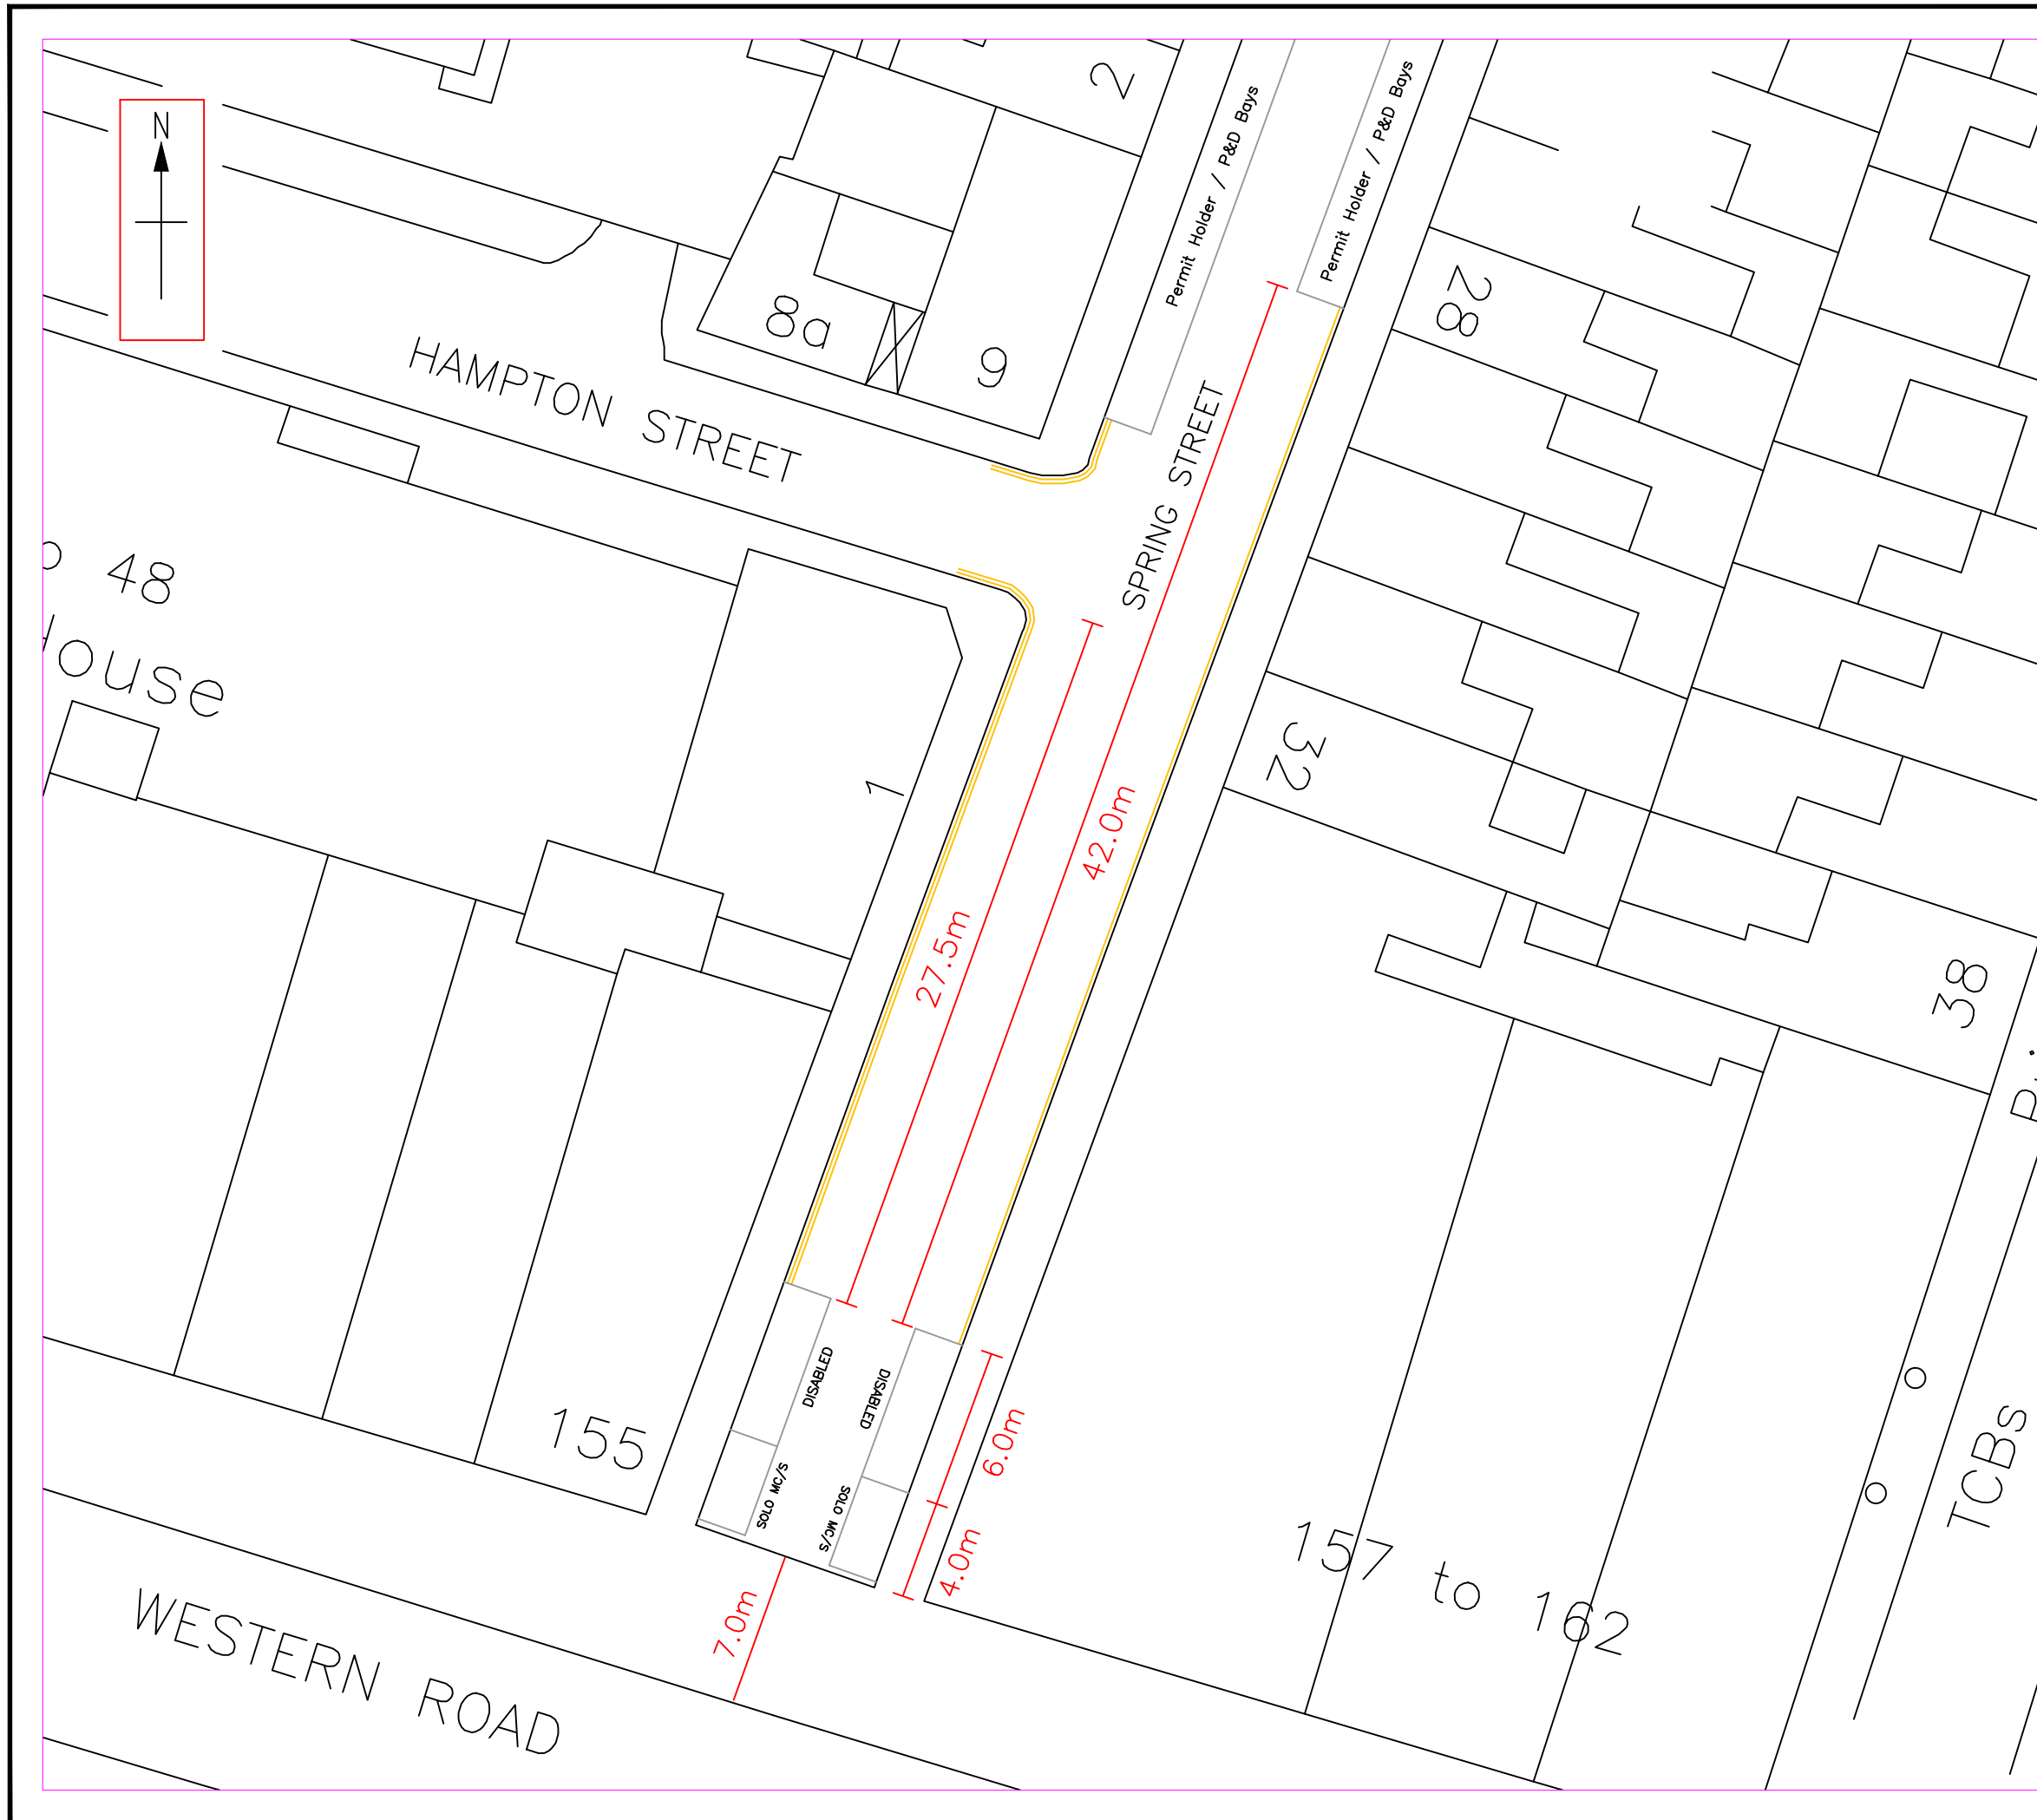 N
2
Permit Holder / P&D Bays
Permit Holder / P&D Bays
28
8a
9
HAMPTON STREET
SPRING STREET
48
ouse
1
32
42.0m
27.5m
38
DISABLED
DISABLED
155
6.0m
SOLO MC/S
SOLO MC/S
4.0m
TCBs
157 to 162
7.0m
WESTERN ROAD